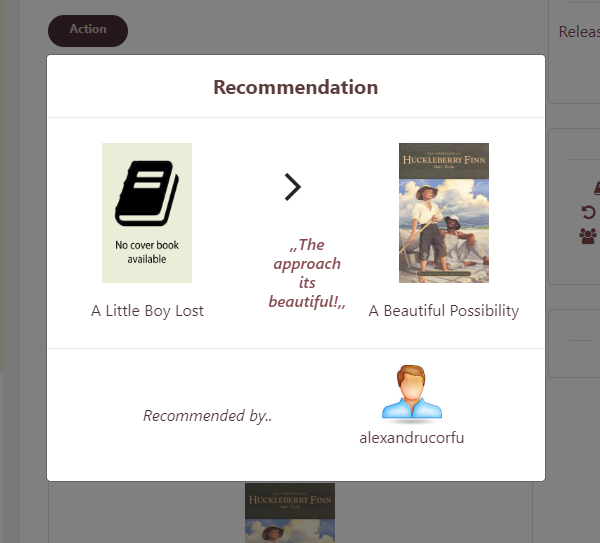 Action
Releas
Recommendation
No cover book
available
HUCKLEBERRY FINN
,,The
approach
its
beautiful!,,
A Little Boy Lost
A Beautiful Possibility
Recommended by..
alexandrucorfu
HUCKLEBERRY FINN